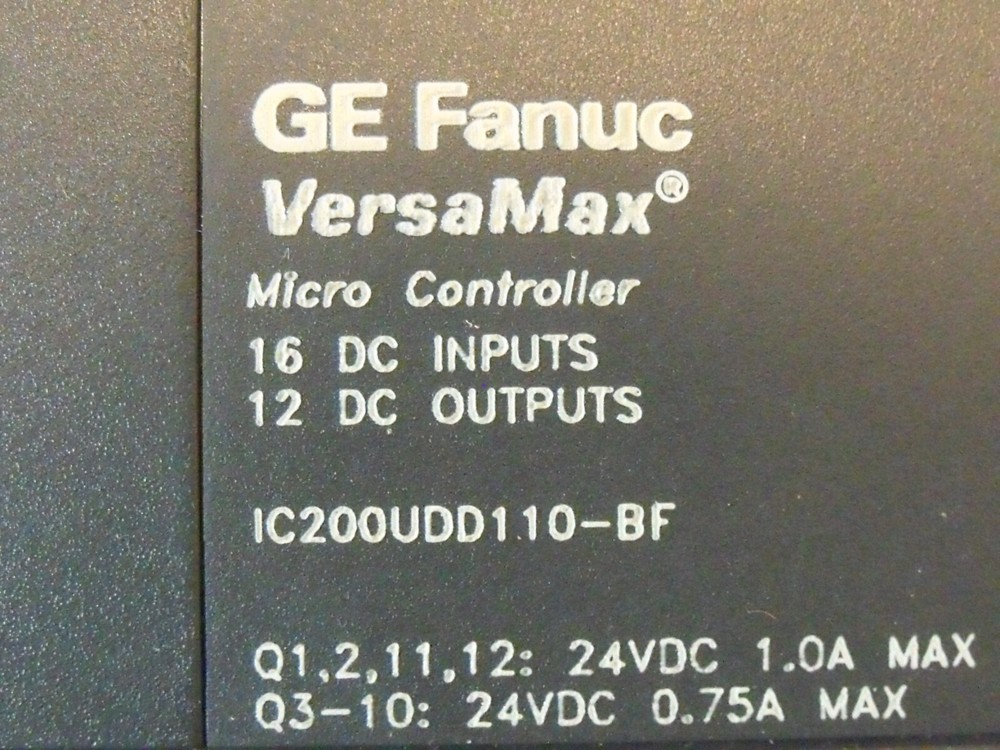 GE Fanuc
VersaMax®
Micro Controller
16 DC INPUTS
12 DC OUTPUTS
IC200UDD110-BF
Q1,2,11,12: 24VDC 1.0A MAX
Q3-10: 24VDC 0.75A MAX